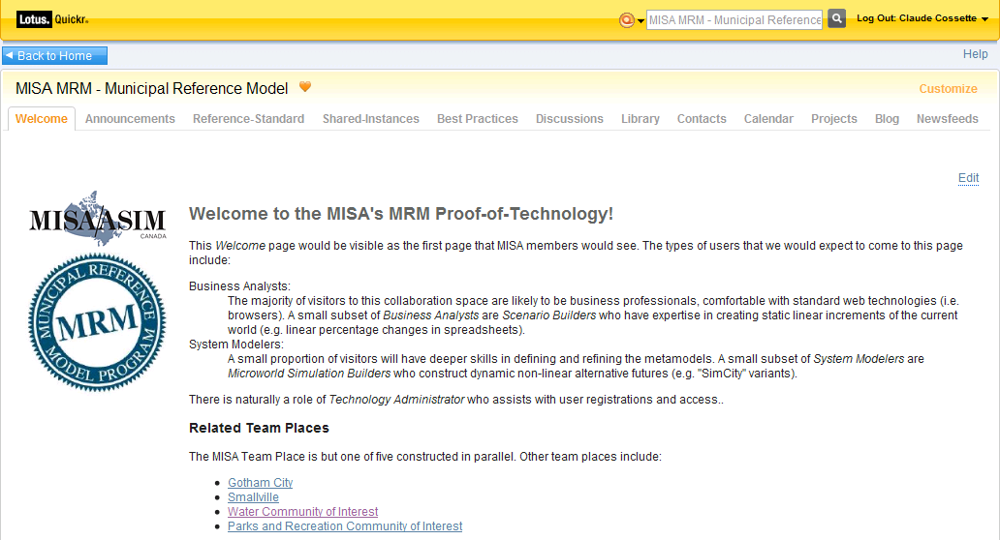 Lotus. Quickr.
MISA MRM - Municipal Reference
Log Out: Claude Cossette
Back to Home
Help
MISA MRM - Municipal Reference Model
Customize
Welcome Announcements Reference-Standard Shared-Instances Best Practices Discussions Library Contacts Calendar Projects Blog Newsfeeds
Edit
MISA/ASIM
CANADA
MUNICIPAL REFERENCE
MRM
MODEL PROGRAM
Welcome to the MISA's MRM Proof-of-Technology!
This Welcome page would be visible as the first page that MISA members would see. The types of users that we would expect to come to this page
include:
Business Analysts:
The majority of visitors to this collaboration space are likely to be business professionals, comfortable with standard web technologies (i.e.
browsers). A small subset of Business Analysts are Scenario Builders who have expertise in creating static linear increments of the current
world (e.g. linear percentage changes in spreadsheets).
System Modelers:
A small proportion of visitors will have deeper skills in defining and refining the metamodels. A small subset of System Modelers are
Microworld Simulation Builders who construct dynamic non-linear alternative futures (e.g. "SimCity" variants).
There is naturally a role of Technology Administrator who assists with user registrations and access..
Related Team Places
The MISA Team Place is but one of five constructed in parallel. Other team places include:
Gotham City
Smallville
Water Community of Interest
Parks and Recreation Community of Interest